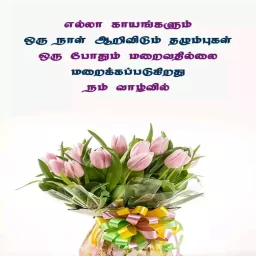 எல்லா காயங்களும்
ஒரு நாள் ஆறிவிடும் தழும்புகள்
ஒரு போதும் மறைவதில்லை
மறைக்கப்படுகிறது
நம் வாழ்வில்